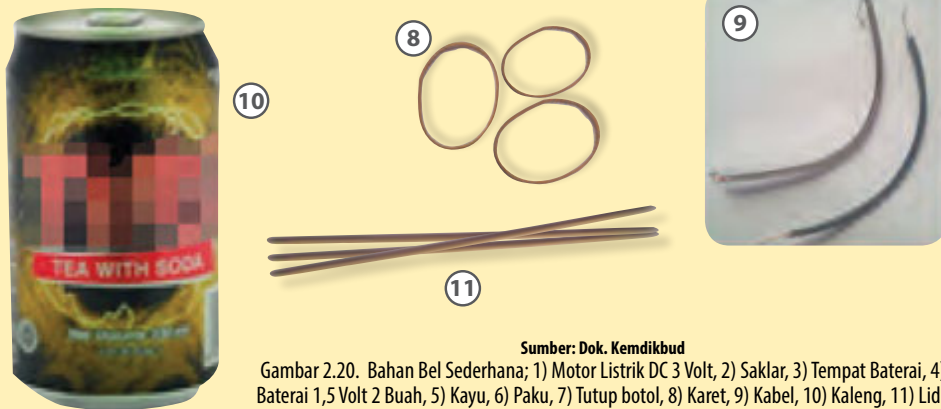 8
9
10
TEA WITH SODA
11
Sumber: Dok. Kemdikbud
Gambar 2.20. Bahan Bel Sederhana; 1) Motor Listrik DC 3 Volt, 2) Saklar, 3) Tempat Baterai, 4)
Baterai 1,5 Volt 2 Buah, 5) Kayu, 6) Paku, 7) Tutup botol, 8) Karet, 9) Kabel, 10) Kaleng, 11) Lid